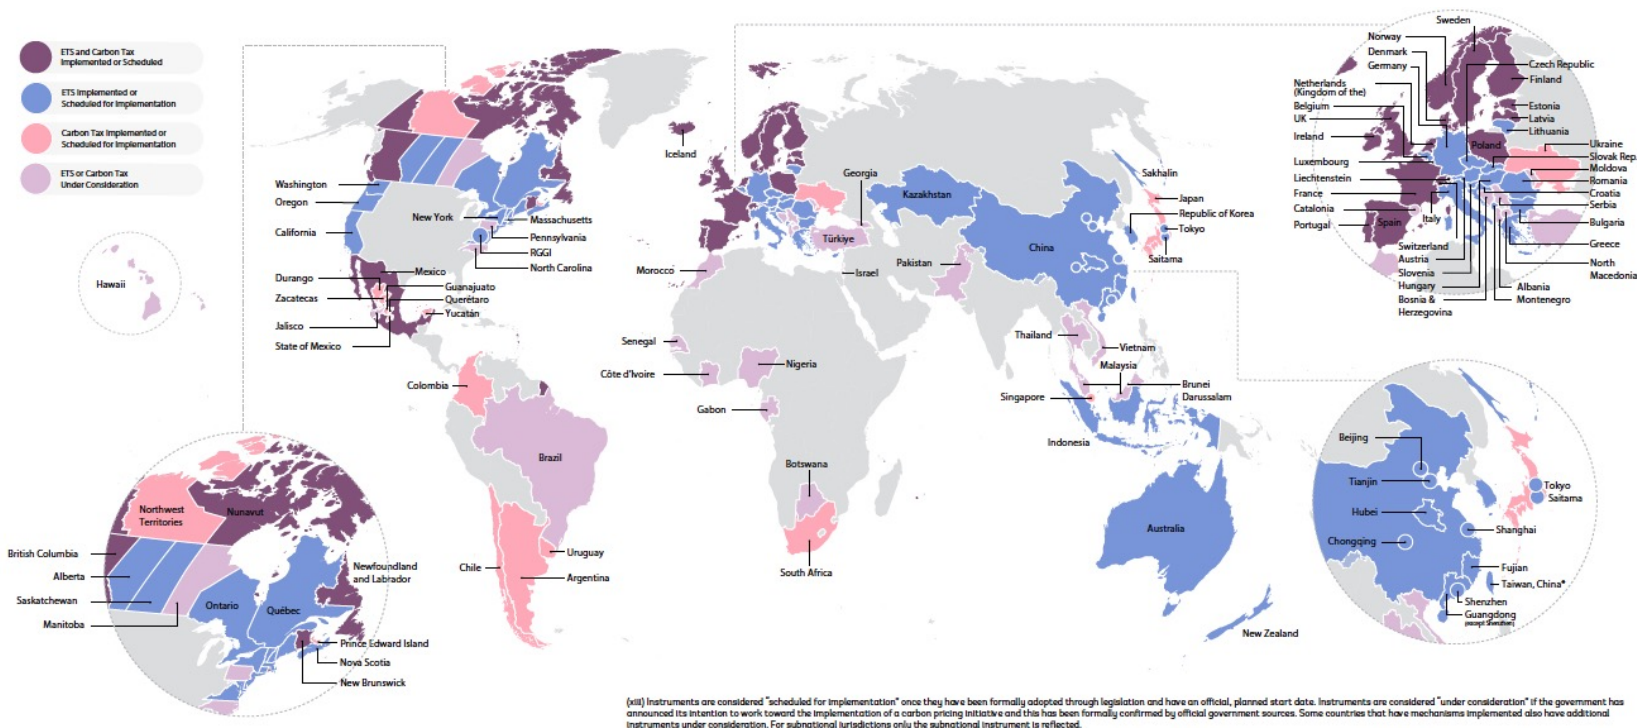 ETS and Carbon Tax
Implemented or Scheduled
ETS Implemented or
Scheduled for Implementation
Carbon Tax Implemented or
Scheduled for Implementation
ETS or Carbon Tax
Under Consideration
Hawaii
Washington
Oregon
California
New York
Massachusetts
Pennsylvania
RGGI
North Carolina
Durango
Zacatecas
Jalisco
State of Mexico
Mexico
Guanajuato
Querétaro
Yucatán
Colombia
Brazil
Chile
Uruguay
Argentina
Iceland
Georgia
Türkiye
Morocco
Israel
Pakistan
Kazakhstan
China
Sakhalin
Japan
Republic of Korea
Tokyo
Saitama
Senegal
Côte d'Ivoire
Nigeria
Gabon
Botswana
South Africa
Thailand
Vietnam
Malaysia
Singapore
Brunei
Darussalam
Indonesia
Australia
New Zealand
Northwest
Territories
Nunavut
British Columbia
Alberta
Saskatchewan
Manitoba
Ontario
Québec
Newfoundland
and Labrador
Prince Edward Island
Nova Scotia
New Brunswick
Sweden
Norway
Denmark
Germany
Netherlands
(Kingdom of the)
Belgium
UK
Ireland
Luxembourg
Liechtenstein
France
Catalonia
Portugal
Spain
Italy
Switzerland
Austria
Slovenia
Hungary
Bosnia &
Herzegovina
Poland
Czech Republic
Finland
Estonia
Latvia
Lithuania
Ukraine
Slovak Rep.
Moldova
Romania
Croatia
Serbia
Bulgaria
Greece
North
Macedonia
Albania
Montenegro
Beijing
Tianjin
Hubei
Chongqing
Tokyo
Saitama
Shanghai
Fujian
Taiwan, China*
Shenzhen
Guangdong
(except Shenzhen)
(xiii) Instruments are considered "scheduled for implementation" once they have been formally adopted through legislation and have an official, planned start date. Instruments are considered "under consideration" if the government has
announced its intention to work toward the implementation of a carbon pricing initiative and this has been formally confirmed by official government sources. Some countries that have mechanisms implemented also have additional
instruments under consideration. For subnational jurisdictions only the subnational instrument is reflected.